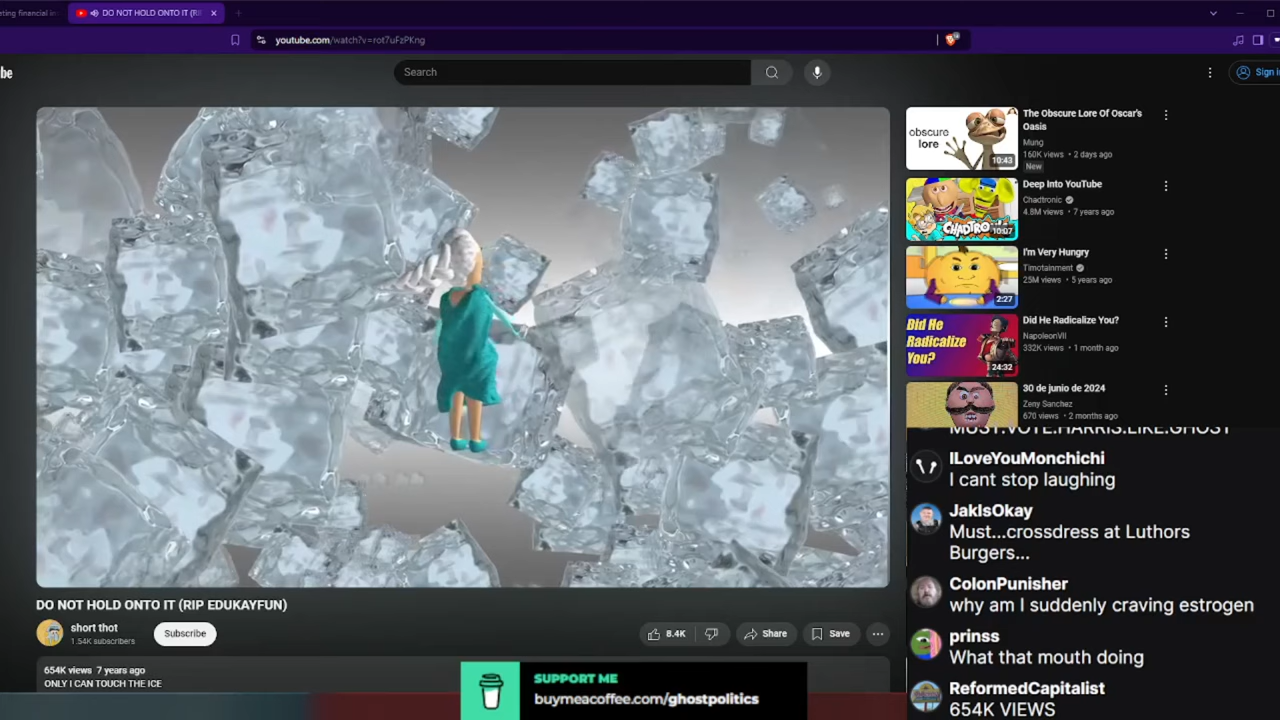 ting financial in
DO NOT HOLD ONTO IT (RI
youtube.com/watch?v=rot7uFzPKng
be
Search
Sign i
obscure
lore
10:43
The Obscure Lore Of Oscar's
Oasis
Mung
160K views • 2 days ago
New
CHADTRO
10:07
Deep Into YouTube
Chadtronic
4.8M views • 7 years ago
2:27
I'm Very Hungry
Timotainment
25M views • 5 years ago
Did He
Radicalize
You?
24:32
Did He Radicalize You?
NapoleonVII
332K views • 1 month ago
30 de junio de 2024
Zeny Sanchez
670 views • 2 months ago
MUST.VOTE.HARRIS.LIKE.GHOST
ILoveYouMonchichi
I cant stop laughing
JakIsOkay
Must...crossdress at Luthors
Burgers...
ColonPunisher
why am I suddenly craving estrogen
prinss
What that mouth doing
ReformedCapitalist
654K VIEWS
DO NOT HOLD ONTO IT (RIP EDUKAYFUN)
short thot
1.54K subscribers
Subscribe
8.4K
Share
Save
654K views 7 years ago
ONLY I CAN TOUCH THE ICE
SUPPORT ME
buymeacoffee.com/ghostpolitics